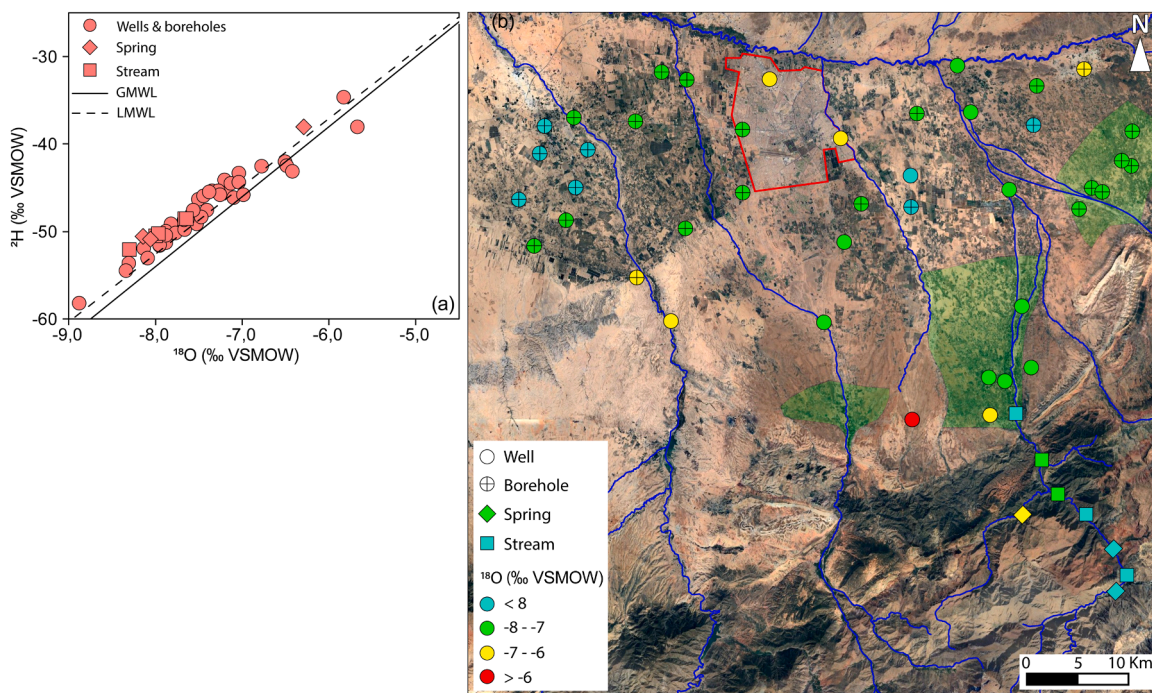 Wells & boreholes
Spring
Stream
GMWL
LMWL
-30
-40
-50
-60
²H (‰ VSMOW)
-9,0
-8,0
-7,0
-6,0
-5,0
¹⁸O (‰ VSMOW)
(a)
(b)
N
Well
Borehole
Spring
Stream
¹⁸O (‰ VSMOW)
< 8
-8 - -7
-7 - -6
> -6
0 5 10 Km